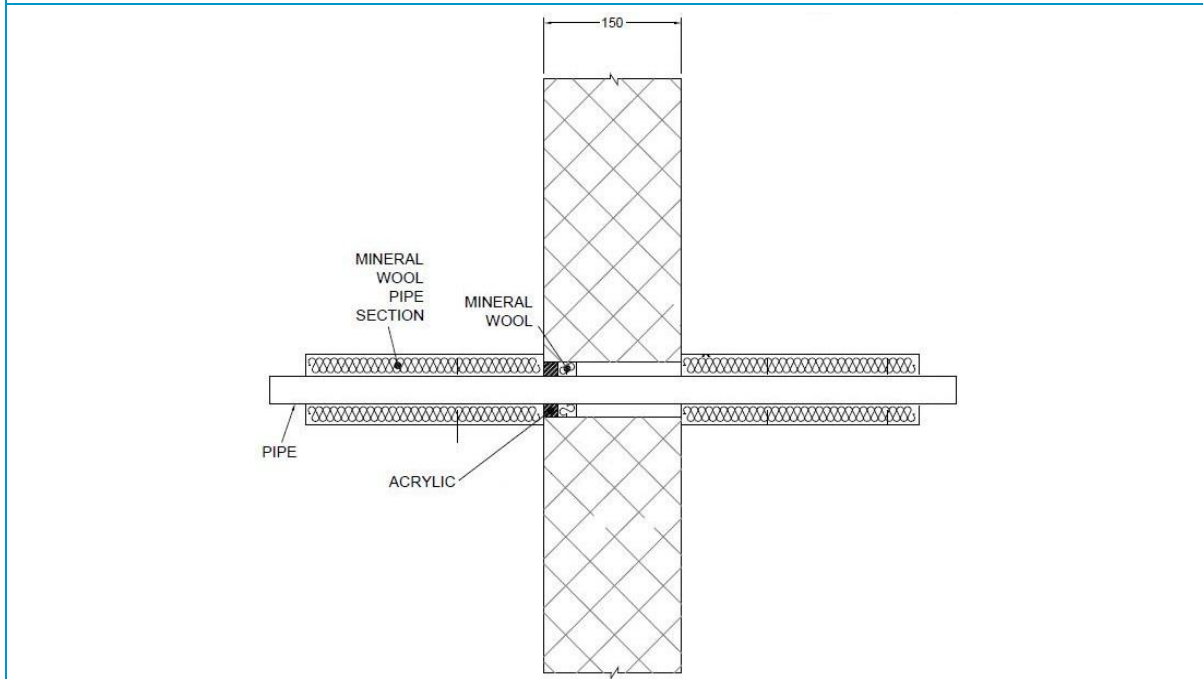 150
MINERAL
WOOL
PIPE
SECTION
MINERAL
WOOL
PIPE
ACRYLIC